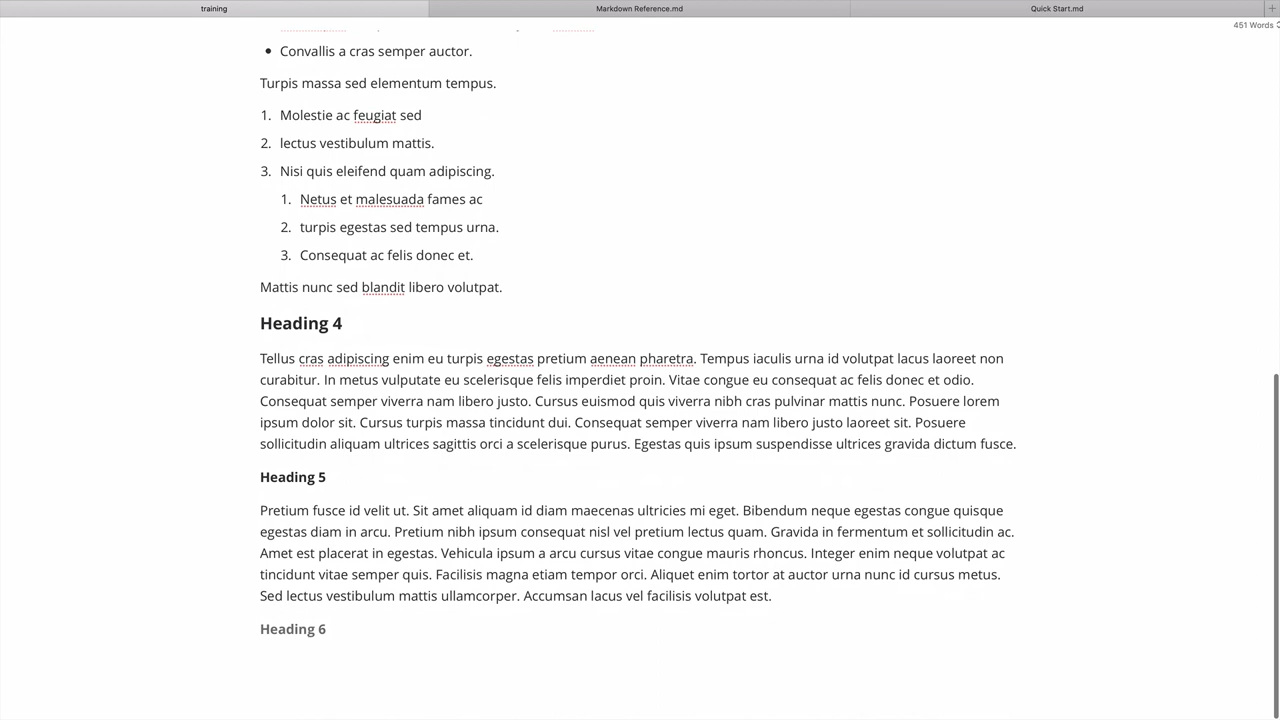 training
Markdown Reference.md
Quick Start.md
+
451 Words
• Convallis a cras semper auctor.
Turpis massa sed elementum tempus.
1. Molestie ac feugiat sed
2. lectus vestibulum mattis.
3. Nisi quis eleifend quam adipiscing.
1. Netus et malesuada fames ac
2. turpis egestas sed tempus urna.
3. Consequat ac felis donec et.
Mattis nunc sed blandit libero volutpat.
Heading 4
Tellus cras adipiscing enim eu turpis egestas pretium aenean pharetra. Tempus iaculis urna id volutpat lacus laoreet non
curabitur. In metus vulputate eu scelerisque felis imperdiet proin. Vitae congue eu consequat ac felis donec et odio.
Consequat semper viverra nam libero justo. Cursus euismod quis viverra nibh cras pulvinar mattis nunc. Posuere lorem
ipsum dolor sit. Cursus turpis massa tincidunt dui. Consequat semper viverra nam libero justo laoreet sit. Posuere
sollicitudin aliquam ultrices sagittis orci a scelerisque purus. Egestas quis ipsum suspendisse ultrices gravida dictum fusce.
Heading 5
Pretium fusce id velit ut. Sit amet aliquam id diam maecenas ultricies mi eget. Bibendum neque egestas congue quisque
egestas diam in arcu. Pretium nibh ipsum consequat nisl vel pretium lectus quam. Gravida in fermentum et sollicitudin ac.
Amet est placerat in egestas. Vehicula ipsum a arcu cursus vitae congue mauris rhoncus. Integer enim neque volutpat ac
tincidunt vitae semper quis. Facilisis magna etiam tempor orci. Aliquet enim tortor at auctor urna nunc id cursus metus.
Sed lectus vestibulum mattis ullamcorper. Accumsan lacus vel facilisis volutpat est.
Heading 6